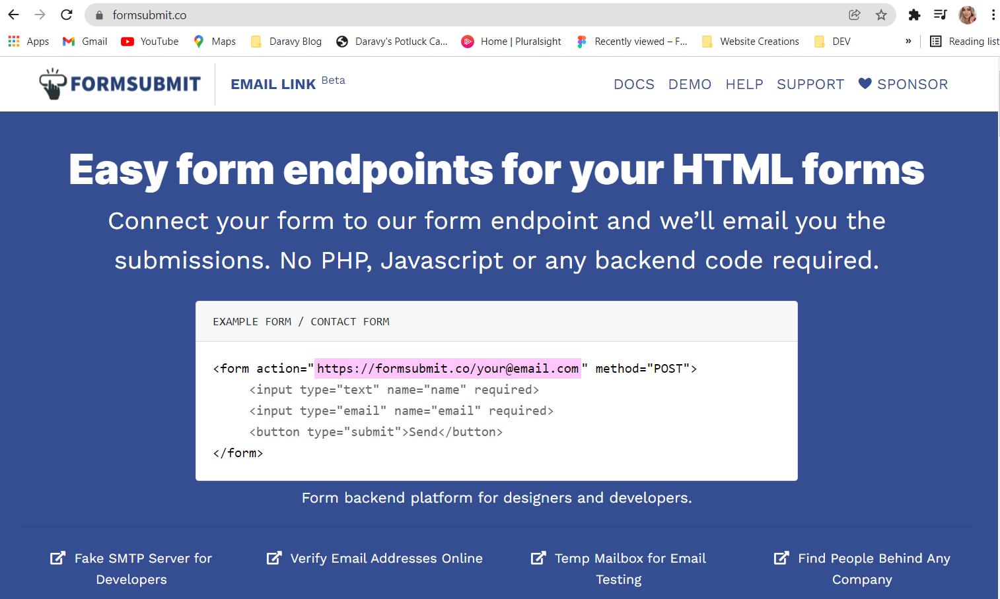 formsubmit.co
Apps Gmail YouTube Maps Daravy Blog Daravy's Potluck Ca... Home | Pluralsight Recently viewed – F... Website Creations DEV » Reading list
FORMSUBMIT EMAIL LINK Beta DOCS DEMO HELP SUPPORT SPONSOR
Easy form endpoints for your HTML forms
Connect your form to our form endpoint and we’ll email you the
submissions. No PHP, Javascript or any backend code required.
EXAMPLE FORM / CONTACT FORM
<form action="https://formsubmit.co/your@email.com" method="POST">
<input type="text" name="name" required>
<input type="email" name="email" required>
<button type="submit">Send</button>
</form>
Form backend platform for designers and developers.
Fake SMTP Server for
Developers
Verify Email Addresses Online
Temp Mailbox for Email
Testing
Find People Behind Any
Company